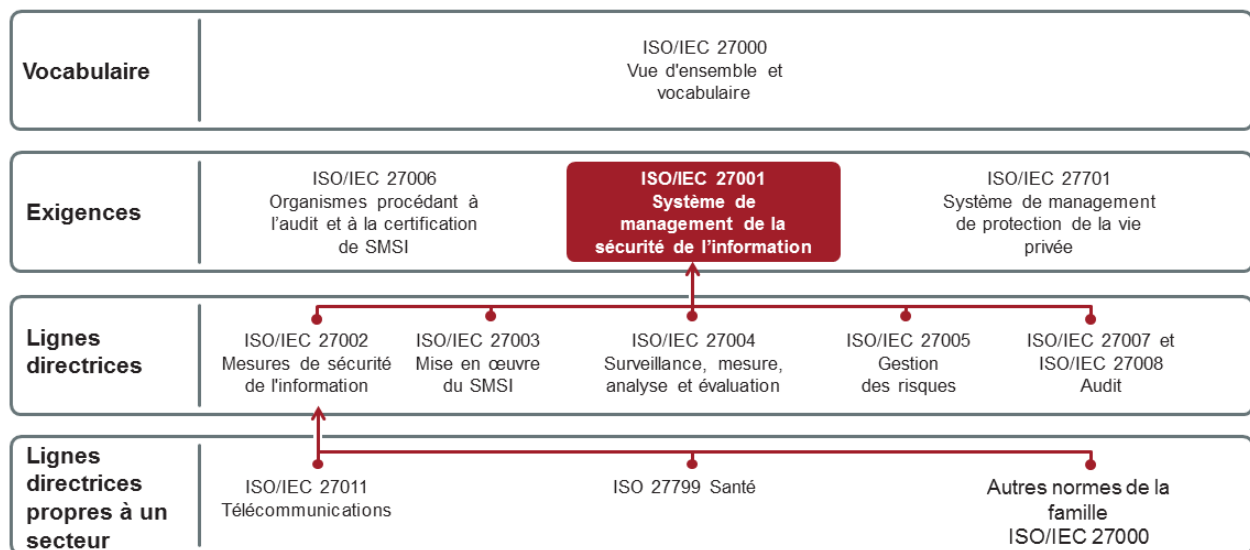 Vocabulaire
ISO/IEC 27000
Vue d'ensemble et
vocabulaire
Exigences
ISO/IEC 27006
Organismes procédant à
l'audit et à la certification
de SMSI
ISO/IEC 27001
Système de
management de la
sécurité de l'information
ISO/IEC 27701
Système de management
de protection de la vie
privée
Lignes
directrices
ISO/IEC 27002
Mesures de sécurité
de l'information
ISO/IEC 27003
Mise en œuvre
du SMSI
ISO/IEC 27004
Surveillance, mesure,
analyse et évaluation
ISO/IEC 27005
Gestion
des risques
ISO/IEC 27007 et
ISO/IEC 27008
Audit
Lignes
directrices
propres à un
secteur
ISO/IEC 27011
Télécommunications
ISO 27799 Santé
Autres normes de la
famille
ISO/IEC 27000